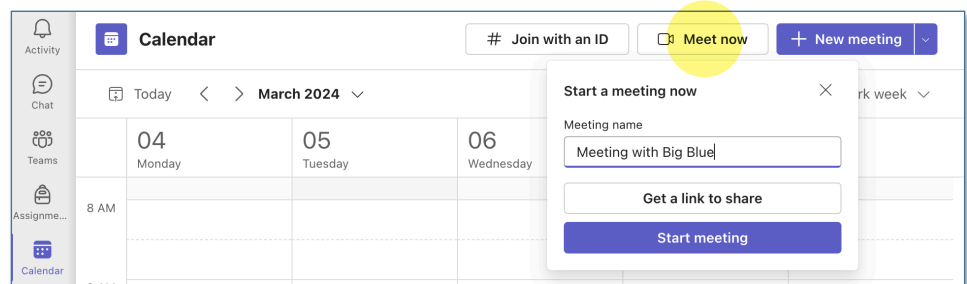 Activity
Chat
Teams
Assignme...
Calendar
Calendar
# Join with an ID
Meet now
+ New meeting
Today
March 2024
rk week
Start a meeting now
Meeting name
Meeting with Big Blue
Get a link to share
Start meeting
04
Monday
05
Tuesday
06
Wednesday
8 AM